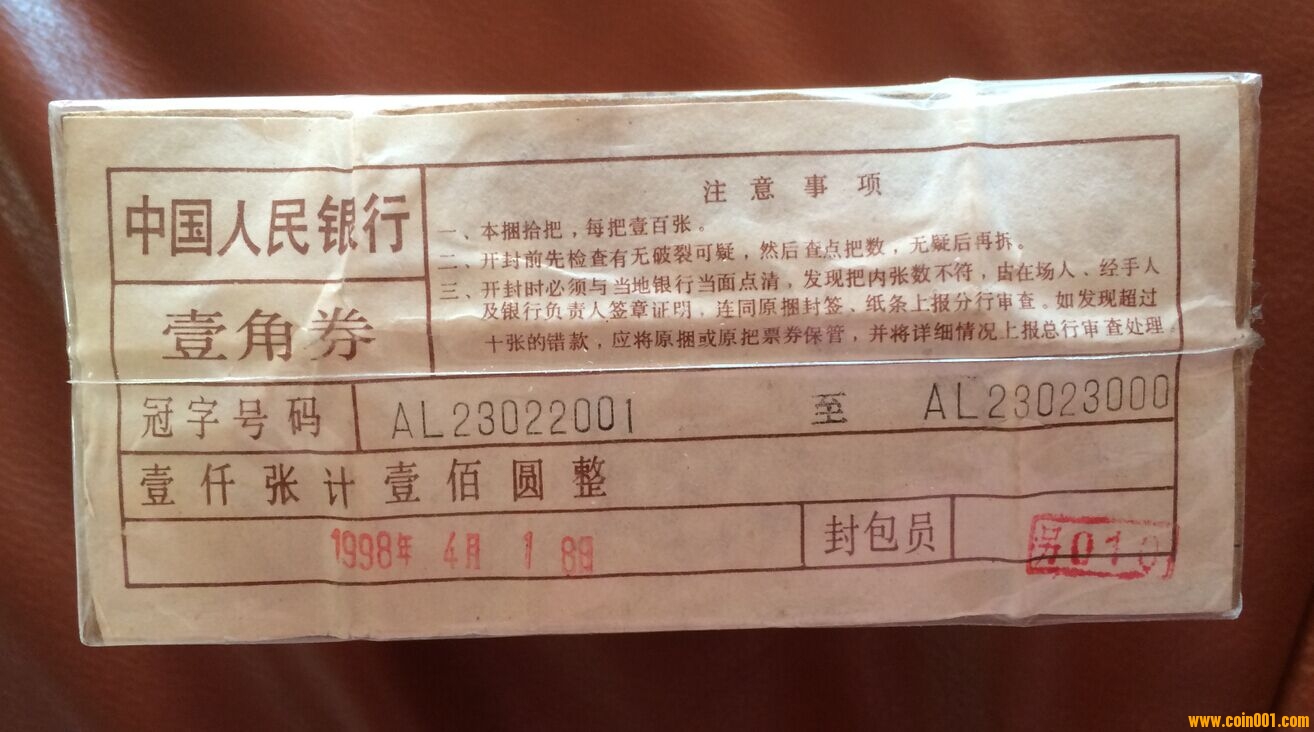 中国人民银行
壹角券
注意事项
一、本捆拾把，每把壹百张。
二、开封前先检查有无破裂可疑，然后查点把数，无疑后再拆。
三、开封时必须与当地银行当面点清，发现把内张数不符，由在场人、经手人
及银行负责人签章证明，连同原捆封签、纸条上报分行审查。如发现超过
十张的错款，应将原捆或原把票券保管，并将详细情况上报总行审查处理。
冠字号码 AL23022001 至 AL23023000
壹仟张计壹佰圆整
1998年 4月 18日 封包员
www.coin001.com